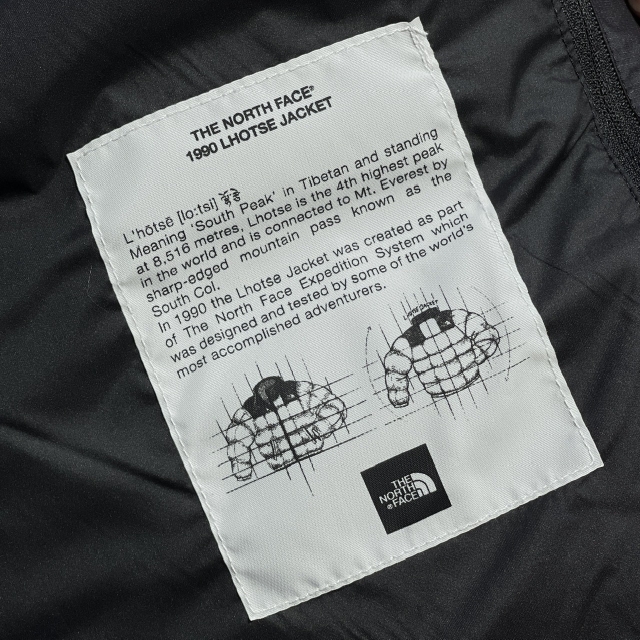 THE NORTH FACE®
1990 LHOTSE JACKET
L'hōtsē [lo:tsi]
Meaning 'South Peak' in Tibetan and standing
at 8,516 metres, Lhotse is the 4th highest peak
in the world and is connected to Mt. Everest by
sharp-edged mountain pass known as the
South Col.
In 1990 the Lhotse Jacket was created as part
of The North Face Expedition System which
was designed and tested by some of the world's
most accomplished adventurers.
THE
NORTH
FACE